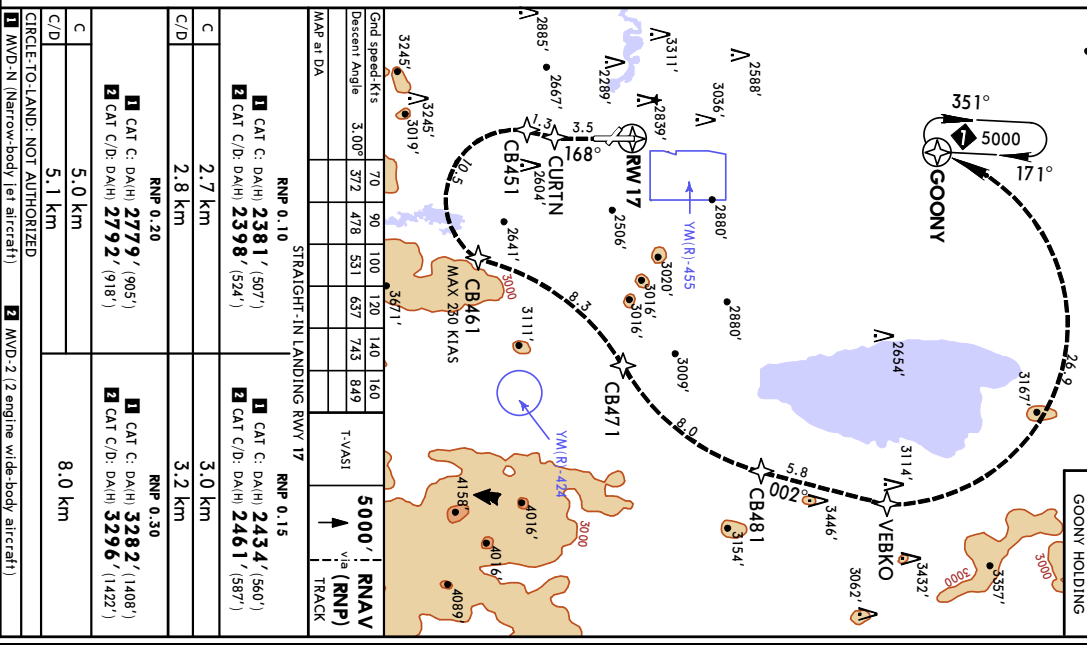 GOONY HOLDING
351°
5000
171°
GOONY
26.9
3167'
3000
3000
3357'
2588'
3311'
2289'
2839'
3036'
2885'
2667'
1.3
3.5
168°
RW17
CURTN
CB451
2604'
YM(R)-455
2880'
2506'
2880'
2654'
3245'
3245'
3019'
10.5
2641'
3020'
3016'
3016'
CB461
MAX 230 KIAS
3000
8.3
3671'
3111'
3009'
CB471
8.0
YM(R)-424
5.8
002°
CB481
3114'
VEBKO
3446'
3432'
3154'
3062'
4158'
4016'
4016'
4089'
3000
Gnd speed-Kts 70 90 100 120 140 160
Descent Angle 3.00° 372 478 531 637 743 849
MAP at DA
T-VASI
5000'
via
RNAV
(RNP)
TRACK
STRAIGHT-IN LANDING RWY 17
RNP 0.10
1 CAT C: DA(H) 2381' (507')
2 CAT C/D: DA(H) 2398' (524')
RNP 0.15
1 CAT C: DA(H) 2434' (560')
2 CAT C/D: DA(H) 2461' (587')
C 2.7 km 3.0 km
C/D 2.8 km 3.2 km
RNP 0.20
1 CAT C: DA(H) 2779' (905')
2 CAT C/D: DA(H) 2792' (918')
RNP 0.30
1 CAT C: DA(H) 3282' (1408')
2 CAT C/D: DA(H) 3296' (1422')
C 5.0 km
C/D 5.1 km
8.0 km
CIRCLE-TO-LAND: NOT AUTHORIZED
1 MVD-N (Narrow-body jet aircraft) 2 MVD-2 (2 engine wide-body aircraft)